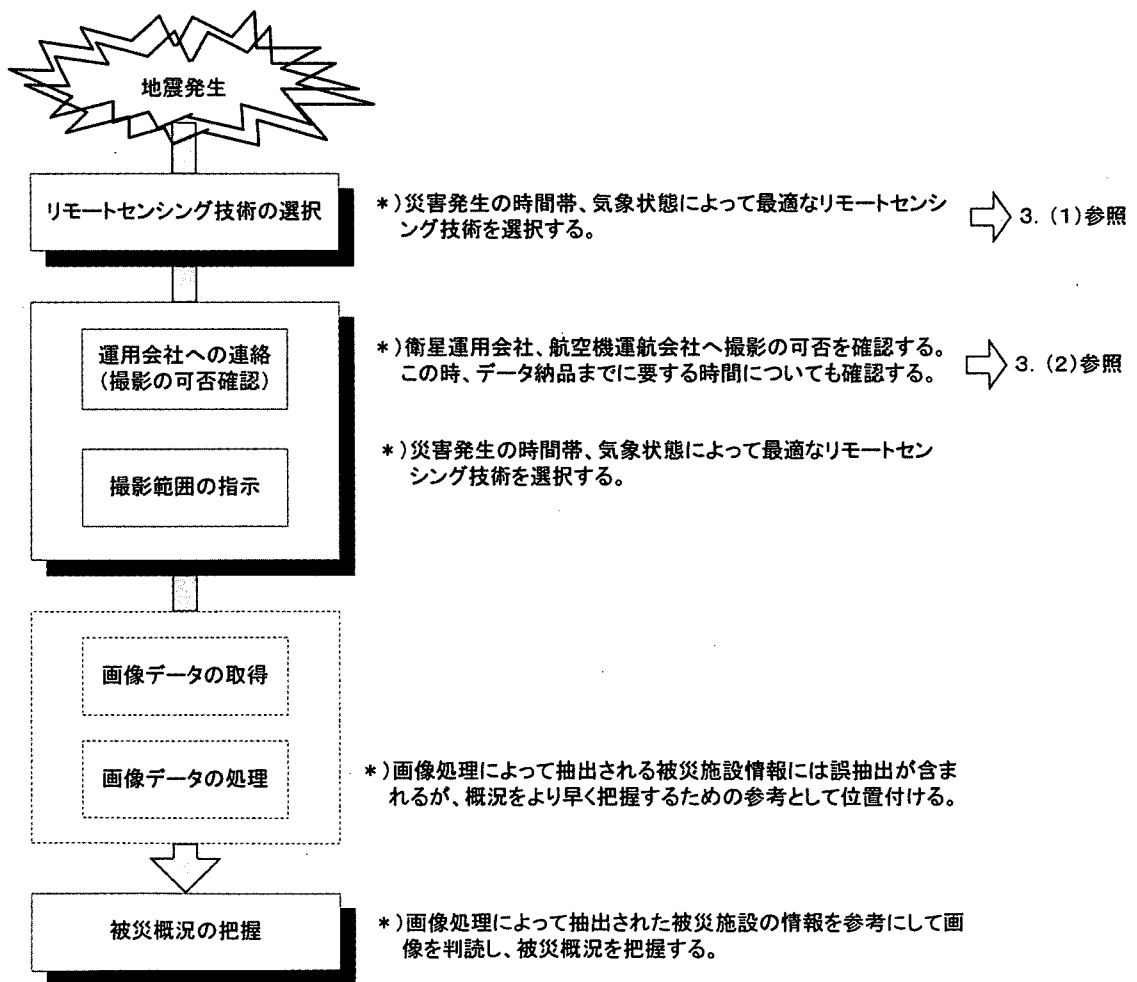 地震発生
リモートセンシング技術の選択
*)災害発生の時間帯、気象状態によって最適なリモートセンシ
ング技術を選択する。
3. (1)参照
運用会社への連絡
(撮影の可否確認)
*)衛星運用会社、航空機運航会社へ撮影の可否を確認する。
この時、データ納品までに要する時間についても確認する。
3. (2)参照
撮影範囲の指示
*)災害発生の時間帯、気象状態によって最適なリモートセン
シング技術を選択する。
画像データの取得
画像データの処理
*)画像処理によって抽出される被災施設情報には誤抽出が含ま
れるが、概況をより早く把握するための参考として位置付ける。
被災概況の把握
*)画像処理によって抽出された被災施設の情報を参考にして画
像を判読し、被災概況を把握する。